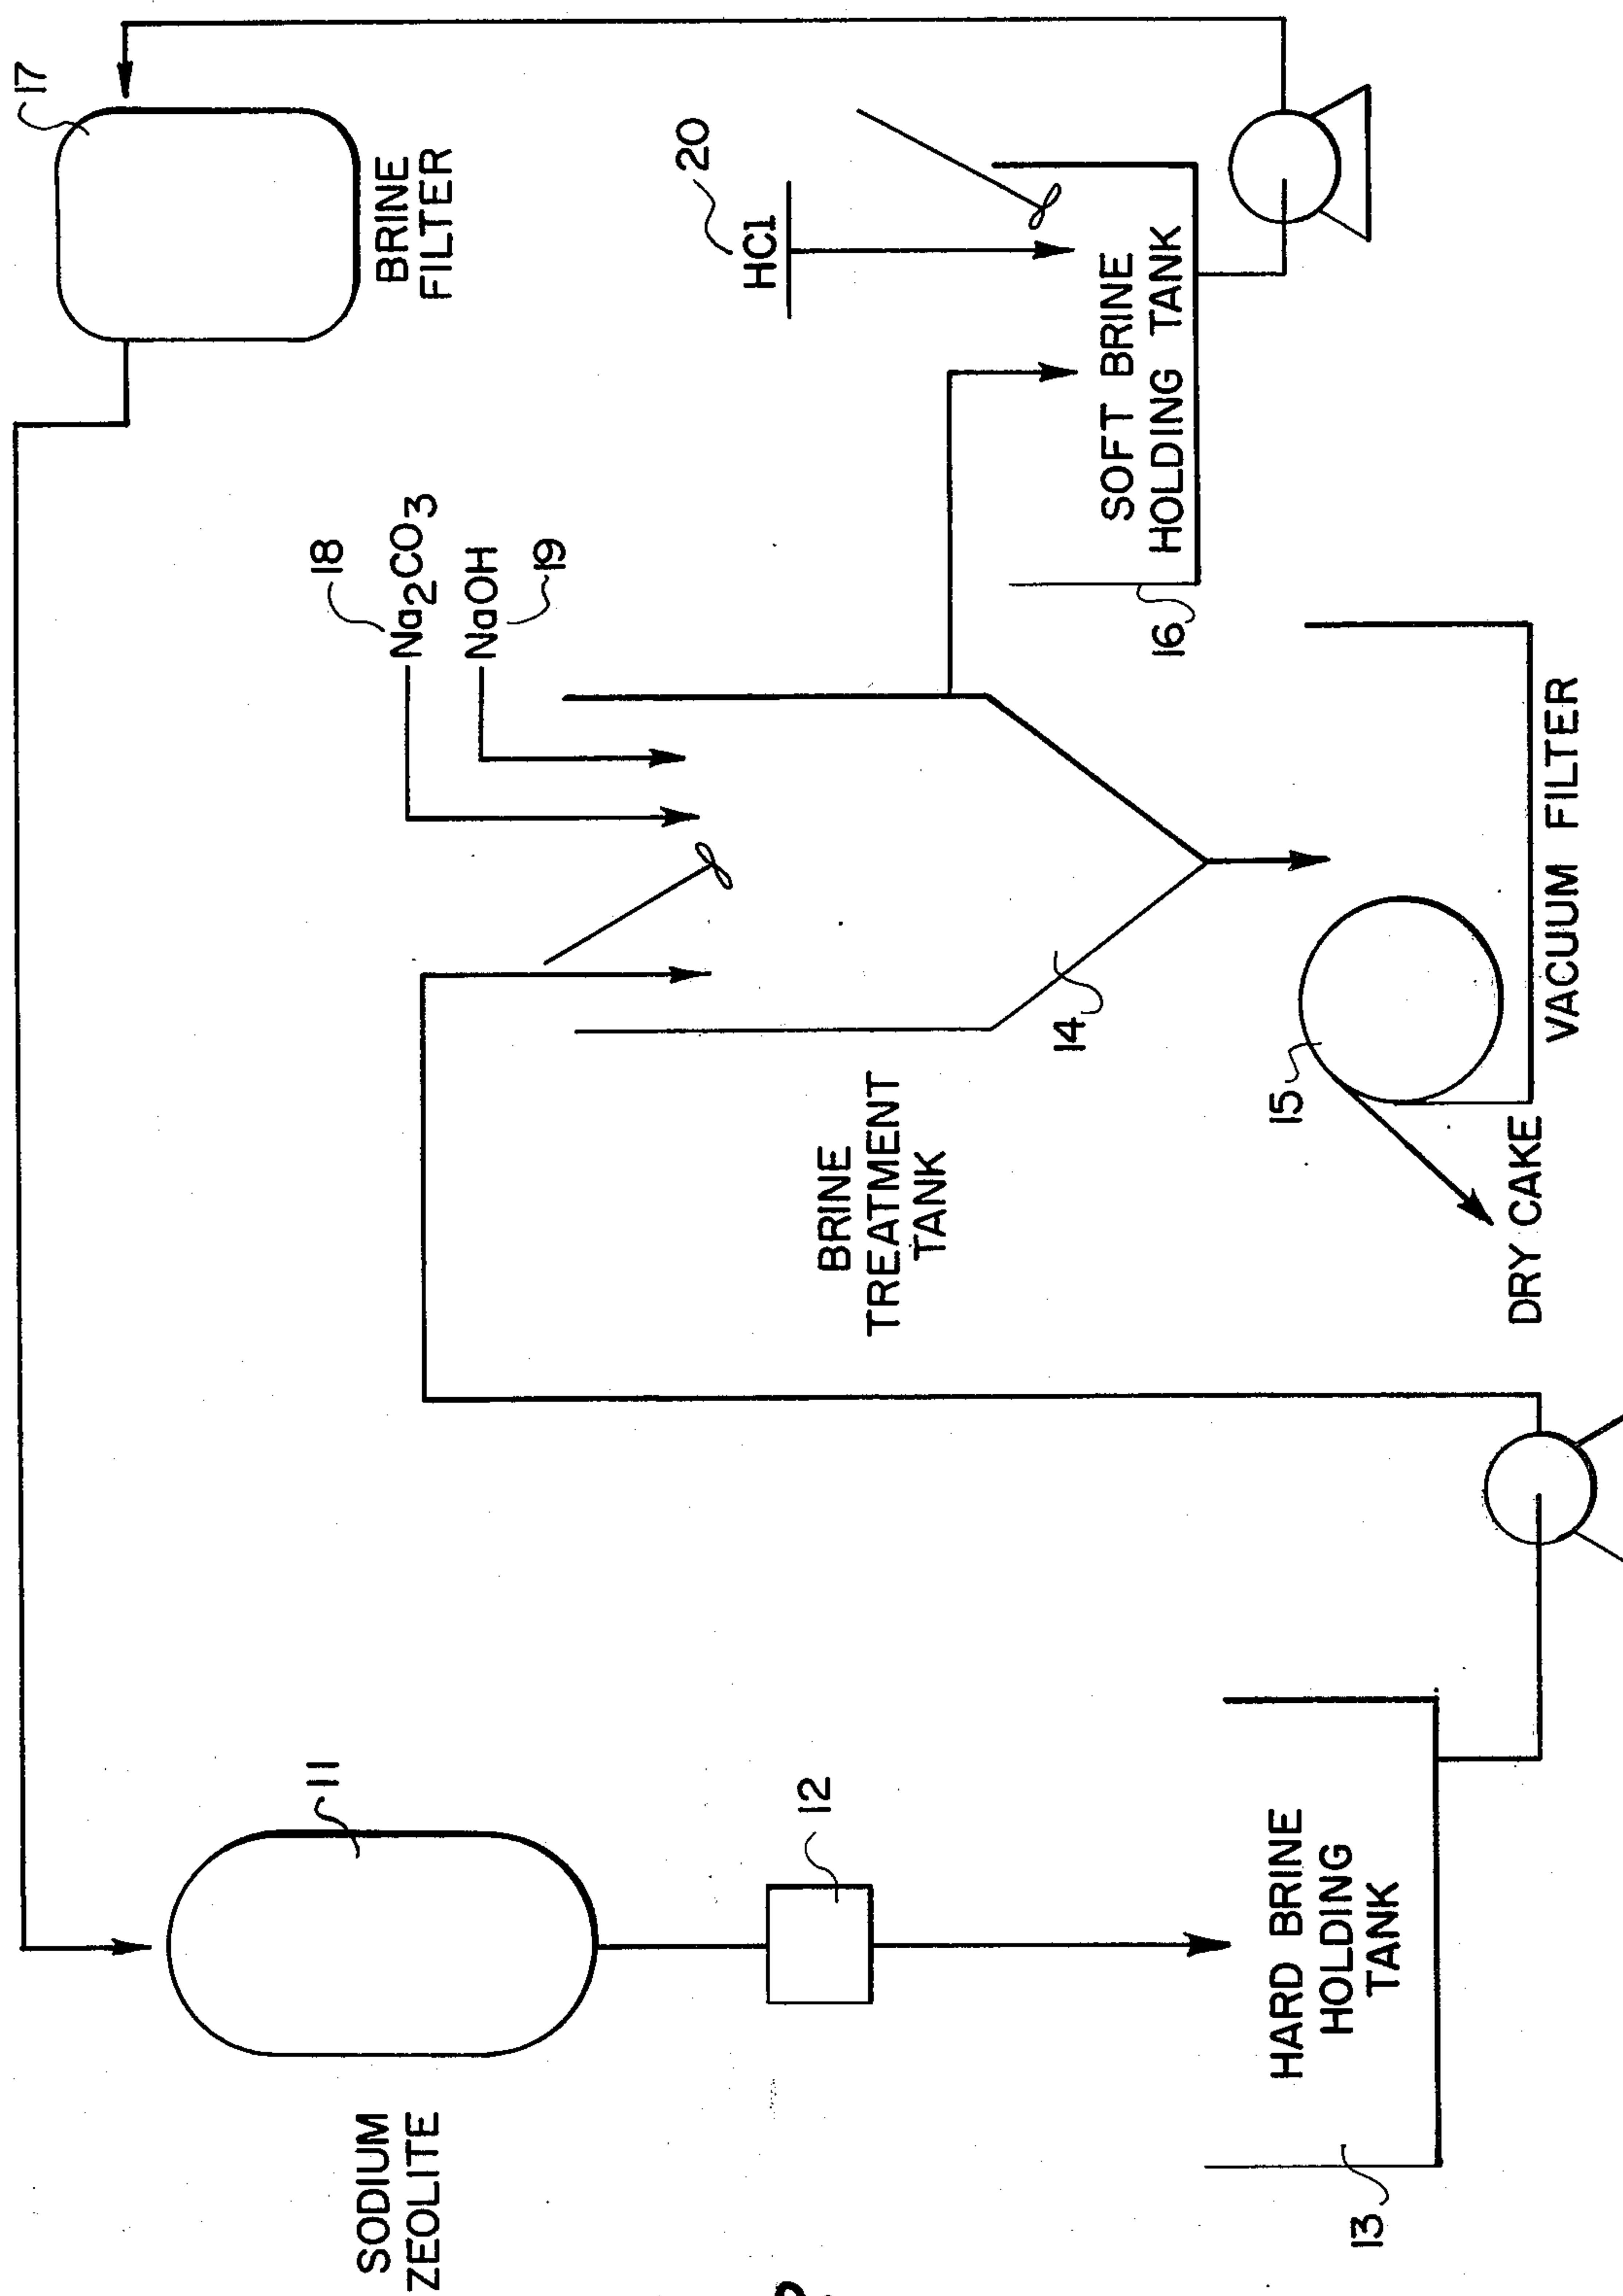 SODIUM
ZEOLITE
11
12
HARD BRINE
HOLDING
TANK
13
BRINE
TREATMENT
TANK
14
Na2CO3
18
NaOH
19
15
DRY CAKE
VACUUM FILTER
SOFT BRINE
HOLDING TANK
16
HCl
20
BRINE
FILTER
17